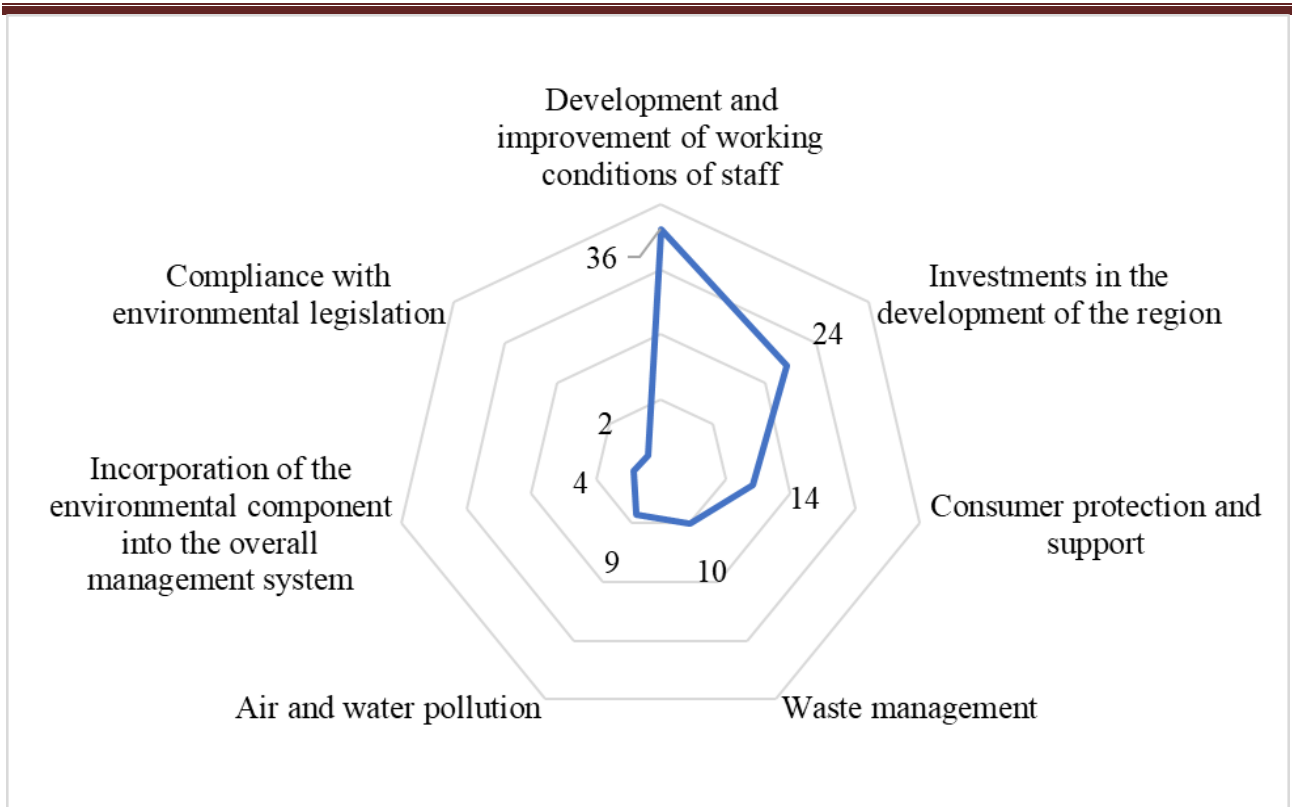 Development and
improvement of working
conditions of staff
36
Investments in the
development of the region
24
Consumer protection and
support
14
Waste management
10
Air and water pollution
9
Incorporation of the
environmental component
into the overall
management system
4
Compliance with
environmental legislation
2